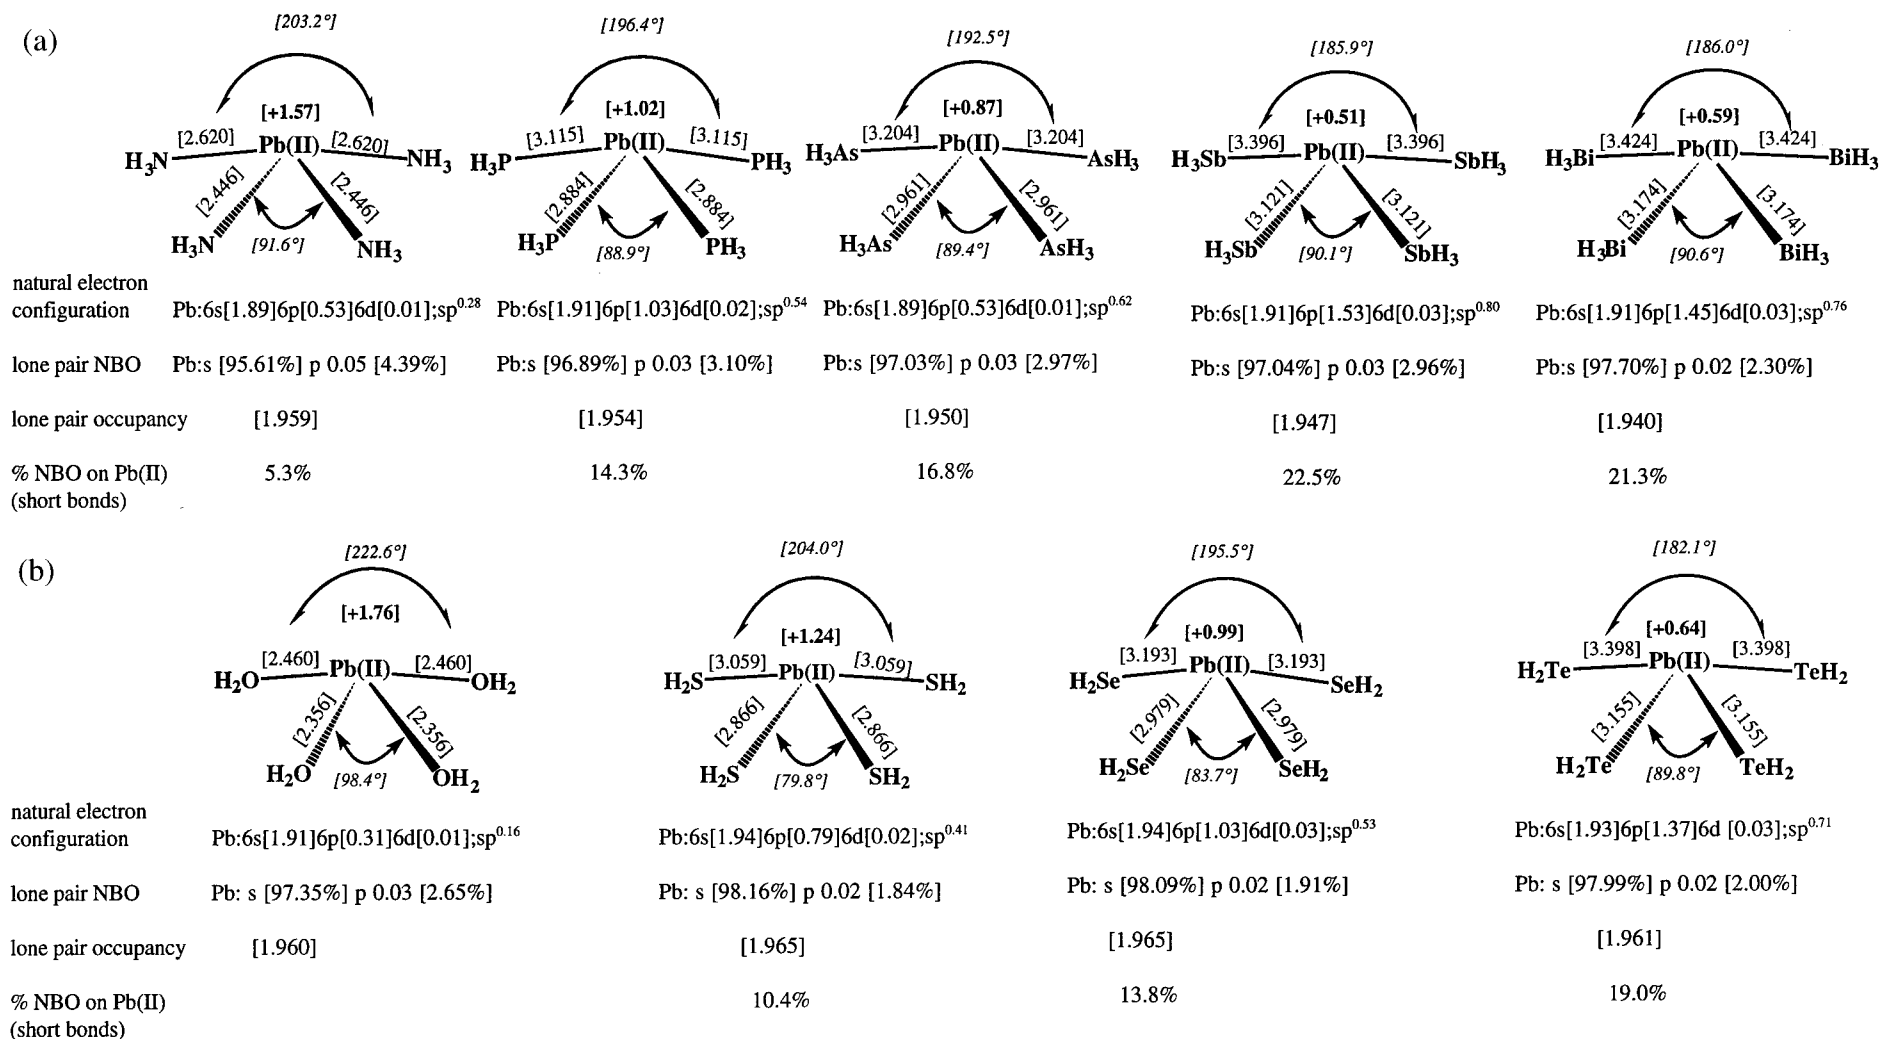 (a)
[203.2°] [196.4°] [192.5°] [185.9°] [186.0°]
[+1.57] [+1.02] [+0.87] [+0.51] [+0.59]
H₃N [2.620] Pb(II) [2.620] NH₃
[2.446] [2.446]
H₃N [91.6°] NH₃
H₃P [3.115] Pb(II) [3.115] PH₃
[2.884] [2.884]
H₃P [88.9°] PH₃
H₃As [3.204] Pb(II) [3.204] AsH₃
[2.961] [2.961]
H₃As [89.4°] AsH₃
H₃Sb [3.396] Pb(II) [3.396] SbH₃
[3.121] [3.121]
H₃Sb [90.1°] SbH₃
H₃Bi [3.424] Pb(II) [3.424] BiH₃
[3.174] [3.174]
H₃Bi [90.6°] BiH₃
natural electron
configuration Pb:6s[1.89]6p[0.53]6d[0.01];sp^0.28 Pb:6s[1.91]6p[1.03]6d[0.02];sp^0.54 Pb:6s[1.89]6p[0.53]6d[0.01];sp^0.62 Pb:6s[1.91]6p[1.53]6d[0.03];sp^0.80 Pb:6s[1.91]6p[1.45]6d[0.03];sp^0.76
lone pair NBO Pb:s [95.61%] p 0.05 [4.39%] Pb:s [96.89%] p 0.03 [3.10%] Pb:s [97.03%] p 0.03 [2.97%] Pb:s [97.04%] p 0.03 [2.96%] Pb:s [97.70%] p 0.02 [2.30%]
lone pair occupancy [1.959] [1.954] [1.950] [1.947] [1.940]
% NBO on Pb(II) 5.3% 14.3% 16.8% 22.5% 21.3%
(short bonds)
(b)
[222.6°] [204.0°] [195.5°] [182.1°]
[+1.76] [+1.24] [+0.99] [+0.64]
H₂O [2.460] Pb(II) [2.460] OH₂
[2.356] [2.356]
H₂O [98.4°] OH₂
H₂S [3.059] Pb(II) [3.059] SH₂
[2.866] [2.866]
H₂S [79.8°] SH₂
H₂Se [3.193] Pb(II) [3.193] SeH₂
[2.979] [2.979]
H₂Se [83.7°] SeH₂
H₂Te [3.398] Pb(II) [3.398] TeH₂
[3.155] [3.155]
H₂Te [89.8°] TeH₂
natural electron
configuration Pb:6s[1.91]6p[0.31]6d[0.01];sp^0.16 Pb:6s[1.94]6p[0.79]6d[0.02];sp^0.41 Pb:6s[1.94]6p[1.03]6d[0.03];sp^0.53 Pb:6s[1.93]6p[1.37]6d [0.03];sp^0.71
lone pair NBO Pb: s [97.35%] p 0.03 [2.65%] Pb: s [98.16%] p 0.02 [1.84%] Pb: s [98.09%] p 0.02 [1.91%] Pb: s [97.99%] p 0.02 [2.00%]
lone pair occupancy [1.960] [1.965] [1.965] [1.961]
% NBO on Pb(II) 10.4% 13.8% 19.0%
(short bonds)